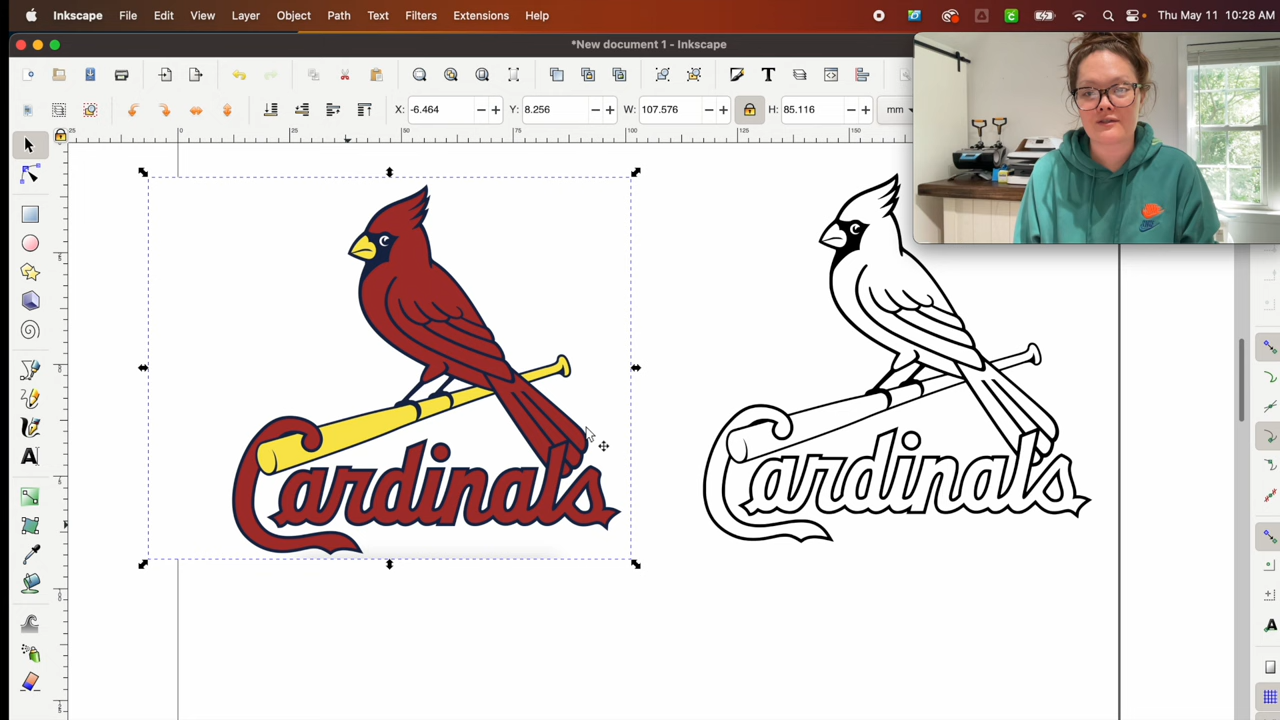 Inkscape File Edit View Layer Object Path Text Filters Extensions Help Thu May 11 10:28 AM
*New document 1 - Inkscape
X: -6.464 Y: 8.256 W: 107.576 H: 85.116 mm
Cardinals
Cardinals